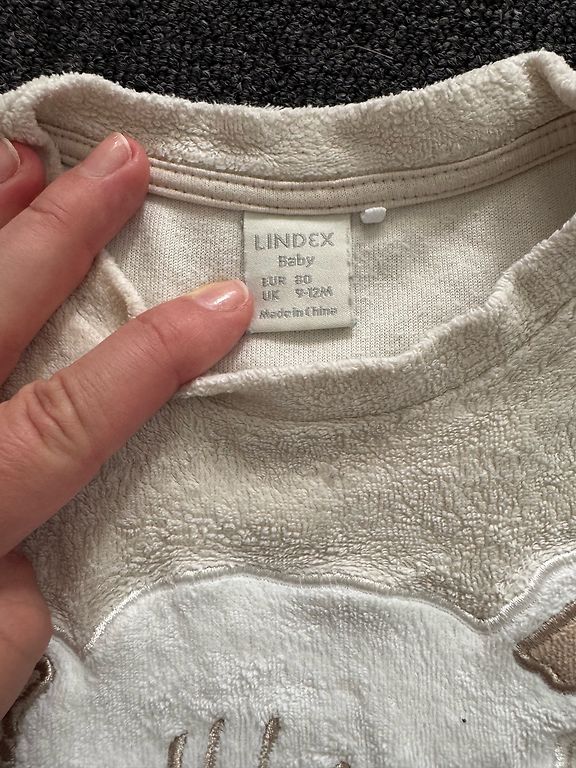 LINDEX
Baby
EUR 80
UK 9-12M
Made in China